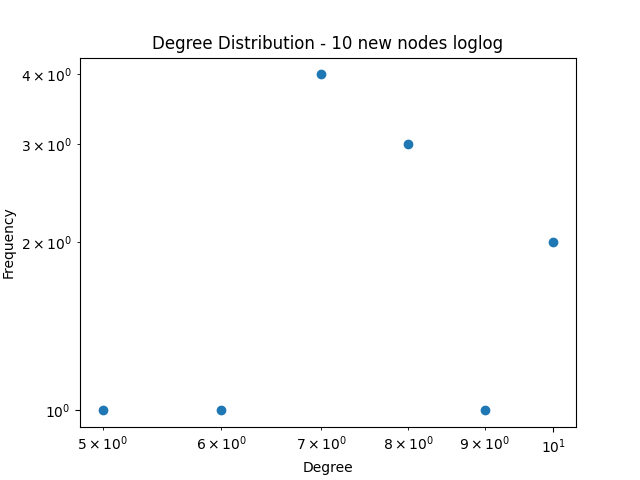 Degree Distribution - 10 new nodes loglog
4 × 10⁰
3 × 10⁰
2 × 10⁰
10⁰
Frequency
5 × 10⁰ 6 × 10⁰ 7 × 10⁰ 8 × 10⁰ 9 × 10⁰ 10¹
Degree